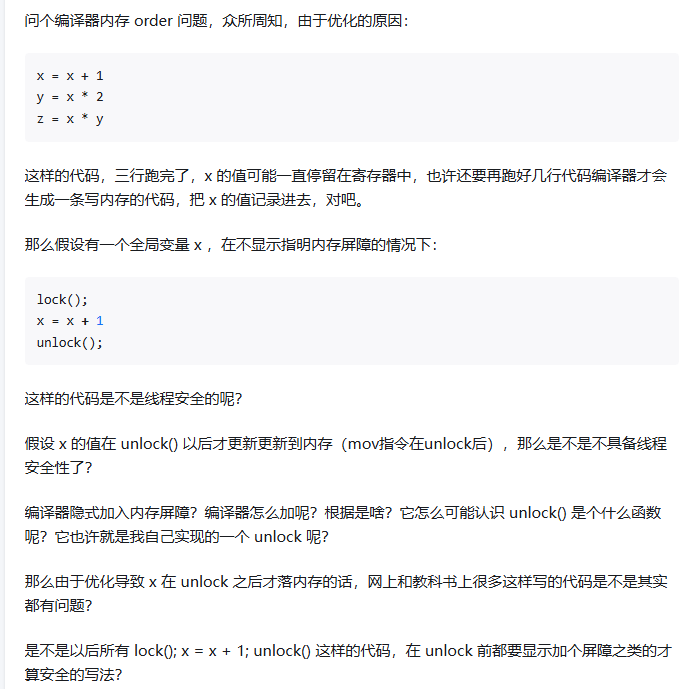 问个编译器内存 order 问题，众所周知，由于优化的原因：
x = x + 1
y = x * 2
z = x * y
这样的代码，三行跑完了，x 的值可能一直停留在寄存器中，也许还要再跑好几行代码编译器才会
生成一条写内存的代码，把 x 的值记录进去，对吧。
那么假设有一个全局变量 x ，在不显示指明内存屏障的情况下：
lock();
x = x + 1
unlock();
这样的代码是不是线程安全的呢？
假设 x 的值在 unlock() 以后才更新更新到内存（mov指令在unlock后），那么是不是不具备线程
安全性了？
编译器隐式加入内存屏障？编译器怎么加呢？根据是啥？它怎么可能认识 unlock() 是个什么函数
呢？它也许就是我自己实现的一个 unlock 呢？
那么由于优化导致 x 在 unlock 之后才落内存的话，网上和教科书上很多这样写的代码是不是其实
都有问题？
是不是以后所有 lock(); x = x + 1; unlock() 这样的代码，在 unlock 前都要显示加个屏障之类的才
算安全的写法？